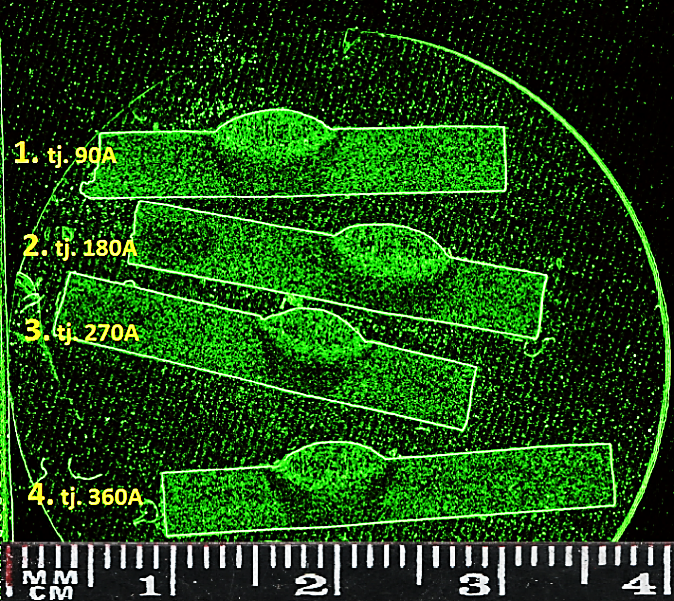 1. tj. 90A
2. tj. 180A
3. tj. 270A
4. tj. 360A
MM 1 2 3 4
CM